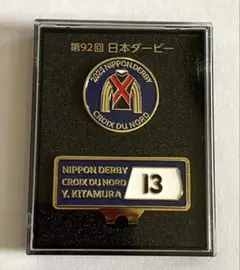 第92回 日本ダービー
2025 NIPPON DERBY
CROIX DU NORD
NIPPON DERBY
CROIX DU NORD
Y. KITAMURA
13